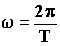 ω = 2π/T